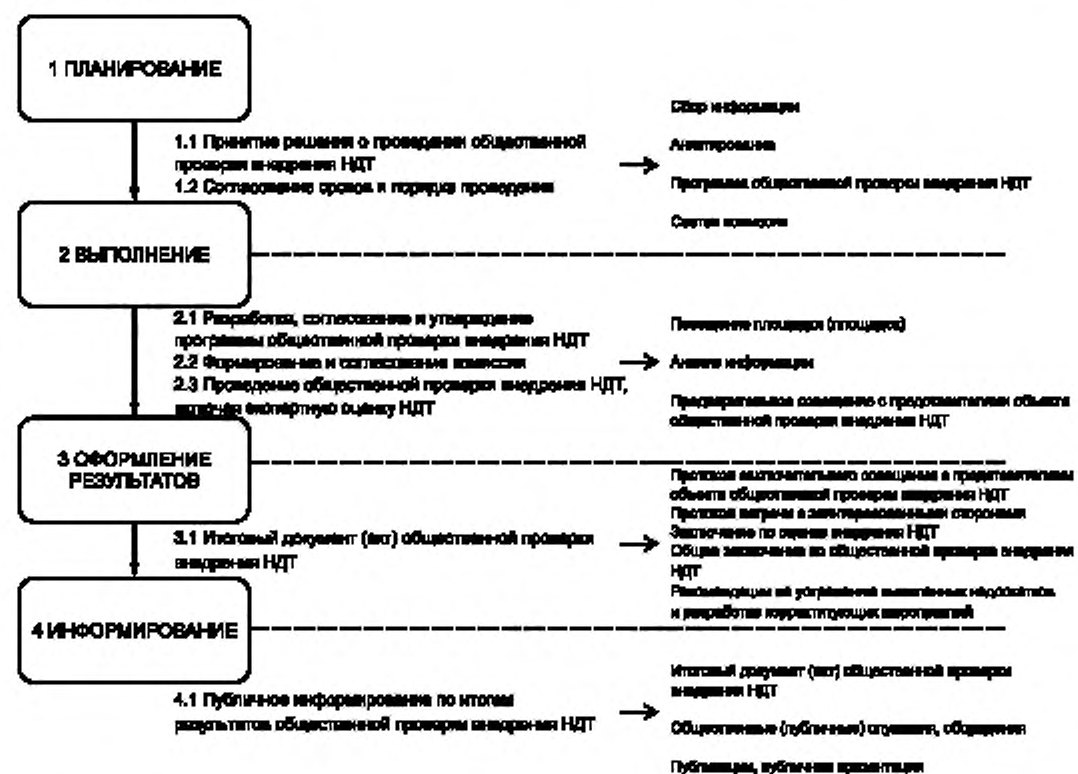 1 ПЛАНИРОВАНИЕ
1.1 Принятие решения о проведении общественной
проверки внедрения НДТ
1.2 Согласование сроков и порядка проведения
Сбор информации
Анкетирование
Программа общественной проверки внедрения НДТ
Состав комиссии
2 ВЫПОЛНЕНИЕ
2.1 Разработка, согласование и утверждение
программы общественной проверки внедрения НДТ
2.2 Формирование и согласование комиссии
2.3 Проведение общественной проверки внедрения НДТ,
включая экспертную оценку НДТ
Посещение площадки (площадок)
Анализ информации
Предварительное совещание с представителями объекта
общественной проверки внедрения НДТ
3 ОФОРМЛЕНИЕ
РЕЗУЛЬТАТОВ
3.1 Итоговый документ (акт) общественной проверки
внедрения НДТ
Протокол заключительного совещания с представителями
объекта общественной проверки внедрения НДТ
Протокол встречи с заинтересованными сторонами
Заключение по оценке внедрения НДТ
Общее заключение по общественной проверке внедрения
НДТ
Рекомендации по устранению выявленных недостатков
и разработке корректирующих мероприятий
4 ИНФОРМИРОВАНИЕ
4.1 Публичное информирование по итогам
результатов общественной проверки внедрения НДТ
Итоговый документ (акт) общественной проверки
внедрения НДТ
Общественные (публичные) слушания, обсуждения
Публикации, публичная презентация